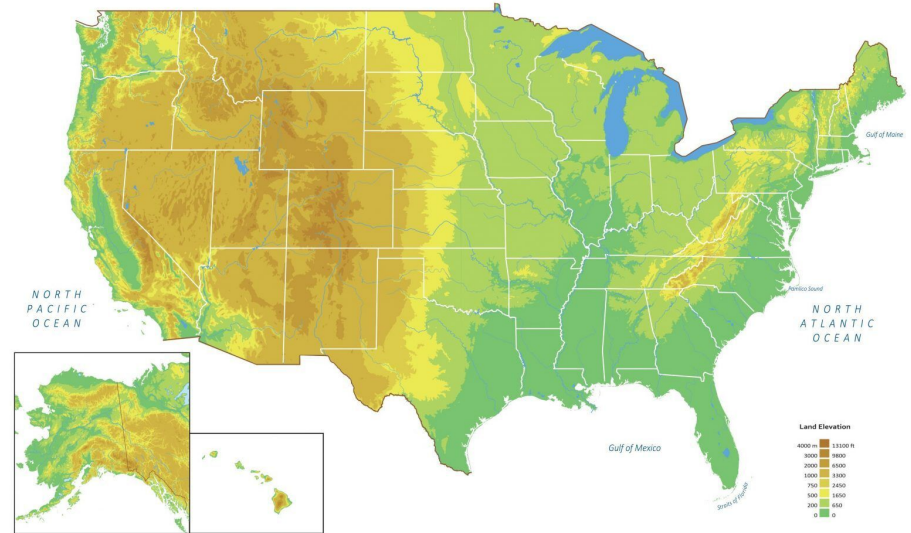 Gulf of Maine
NORTH
PACIFIC
OCEAN
Pamlico Sound
NORTH
ATLANTIC
OCEAN
Gulf of Mexico
Straits of Florida
Land Elevation
4000 m 13100 ft
3000 9800
2000 6500
1000 3300
750 2450
500 1650
200 650
0 0